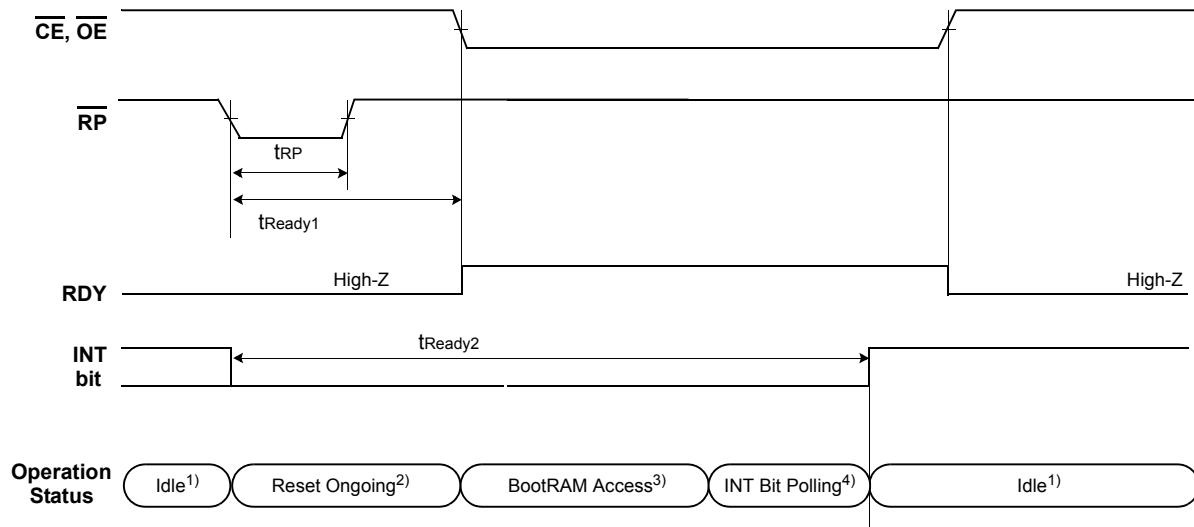 CE, OE
RP
tRP
tReady1
High-Z
High-Z
RDY
tReady2
INT
bit
Operation
Status
Idle1)
Reset Ongoing2)
BootRAM Access3)
INT Bit Polling4)
Idle1)